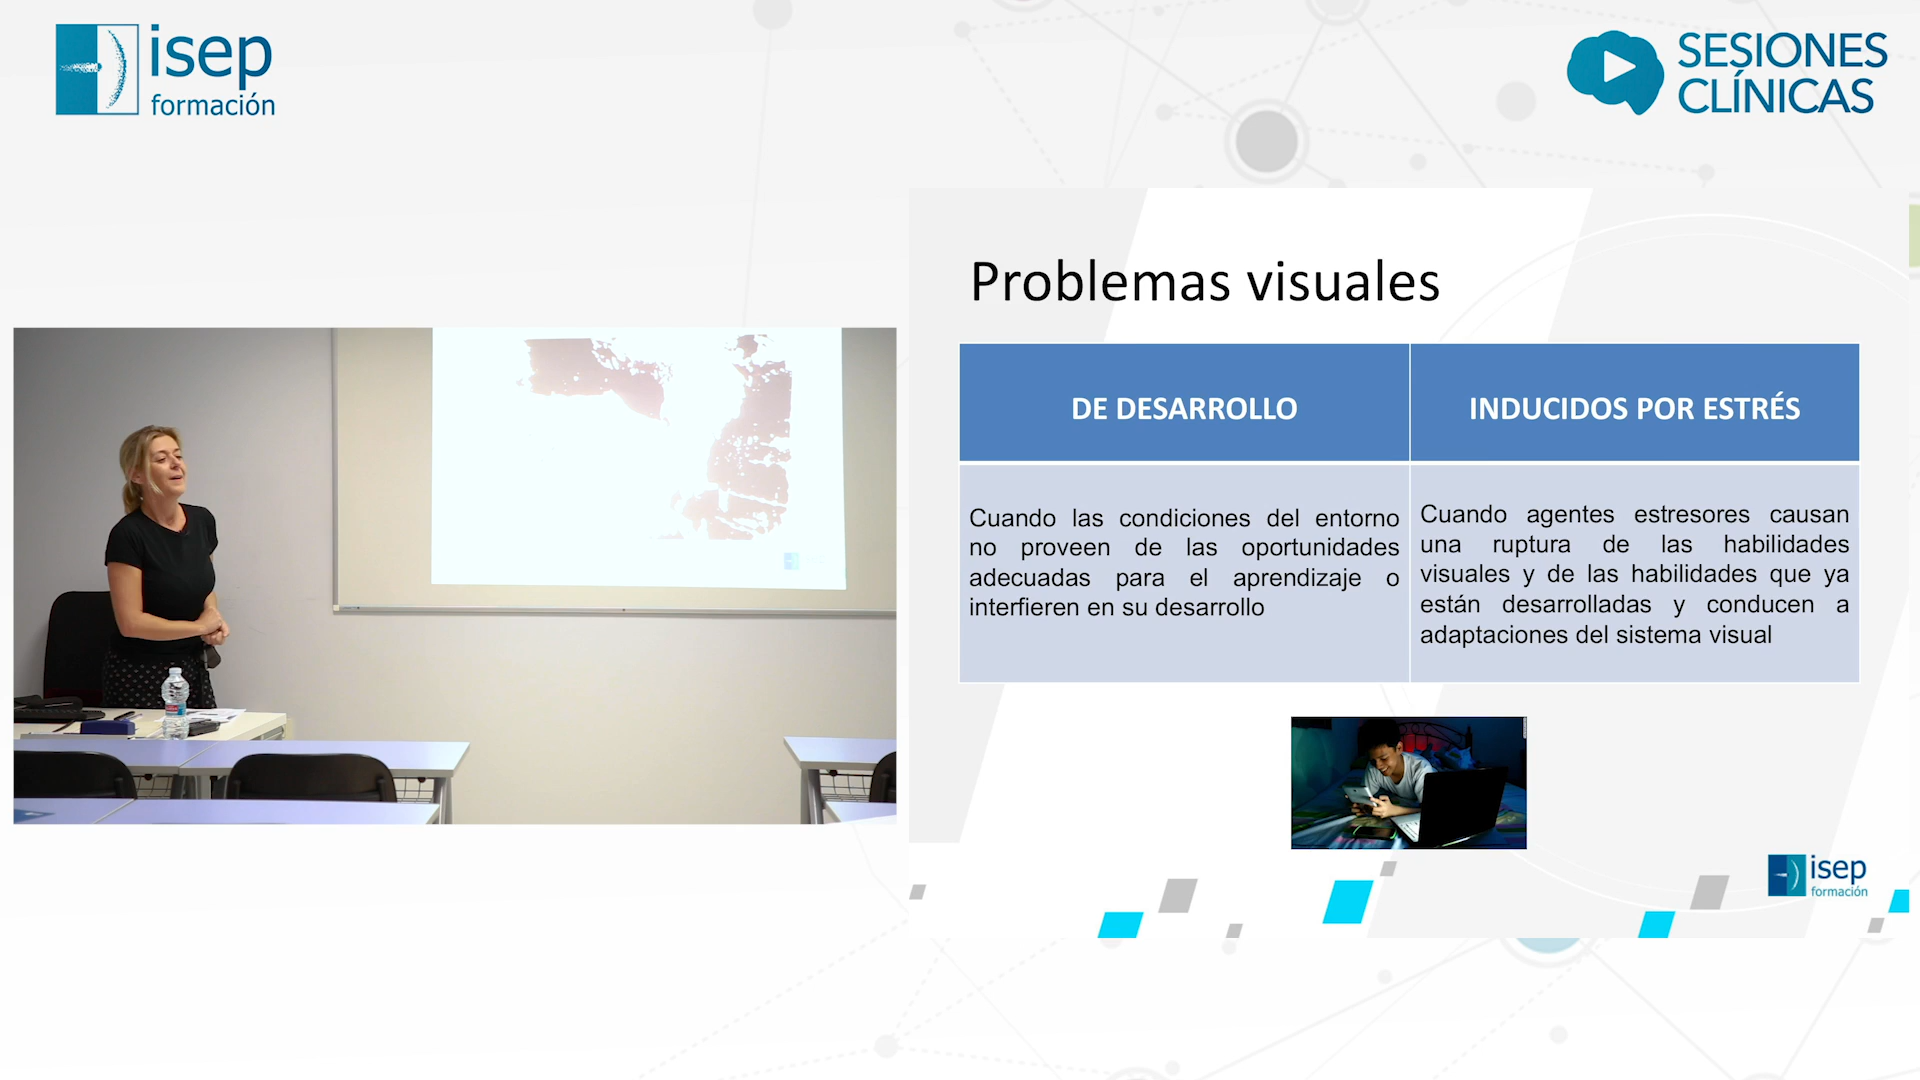 isep
formación
SESIONES
CLÍNICAS
Problemas visuales
DE DESARROLLO
INDUCIDOS POR ESTRÉS
Cuando las condiciones del entorno
no proveen de las oportunidades
adecuadas para el aprendizaje o
interfieren en su desarrollo
Cuando agentes estresores causan
una ruptura de las habilidades
visuales y de las habilidades que ya
están desarrolladas y conducen a
adaptaciones del sistema visual
isep
formación